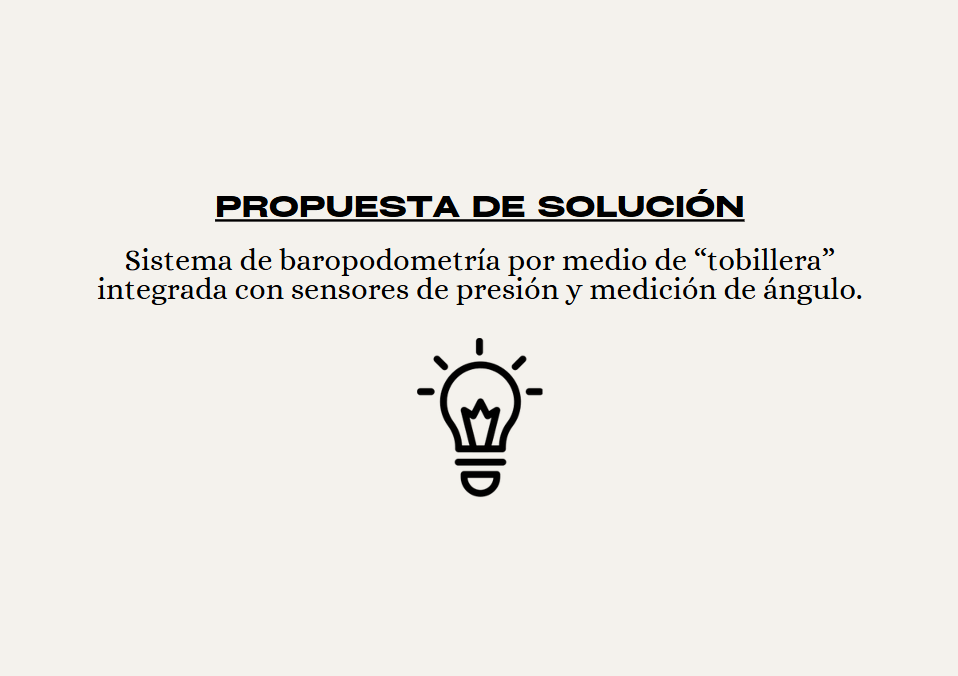 PROPUESTA DE SOLUCIÓN
Sistema de baropodometría por medio de “tobillera”
integrada con sensores de presión y medición de ángulo.